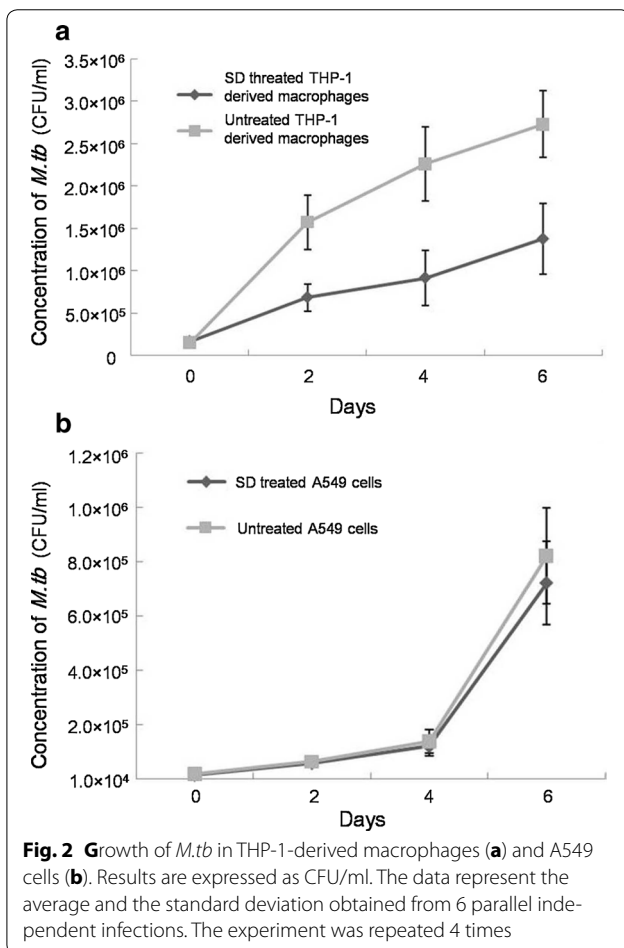 a
3.5×10⁶
3.0×10⁶
2.5×10⁶
2.0×10⁶
1.5×10⁶
1.0×10⁶
5.0×10⁵
0
Concentration of M.tb (CFU/ml)
SD threated THP-1
derived macrophages
Untreated THP-1
derived macrophages
0 2 4 6
Days
b
1.2×10⁶
1.0×10⁶
8.0×10⁵
6.0×10⁵
4.0×10⁵
2.0×10⁵
1.0×10⁴
Concentration of M.tb (CFU/ml)
SD treated A549 cells
Untreated A549 cells
0 2 4 6
Days
Fig. 2 Growth of M.tb in THP-1-derived macrophages (a) and A549
cells (b). Results are expressed as CFU/ml. The data represent the
average and the standard deviation obtained from 6 parallel inde-
pendent infections. The experiment was repeated 4 times